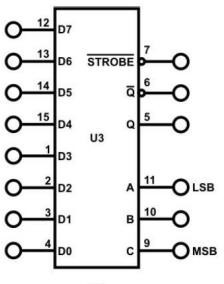 12 D7
13 D6 STROBE 7
14 D5 Q 6
15 D4 Q 5
U3
1 D3
2 D2 A 11 LSB
3 D1 B 10
4 D0 C 9 MSB